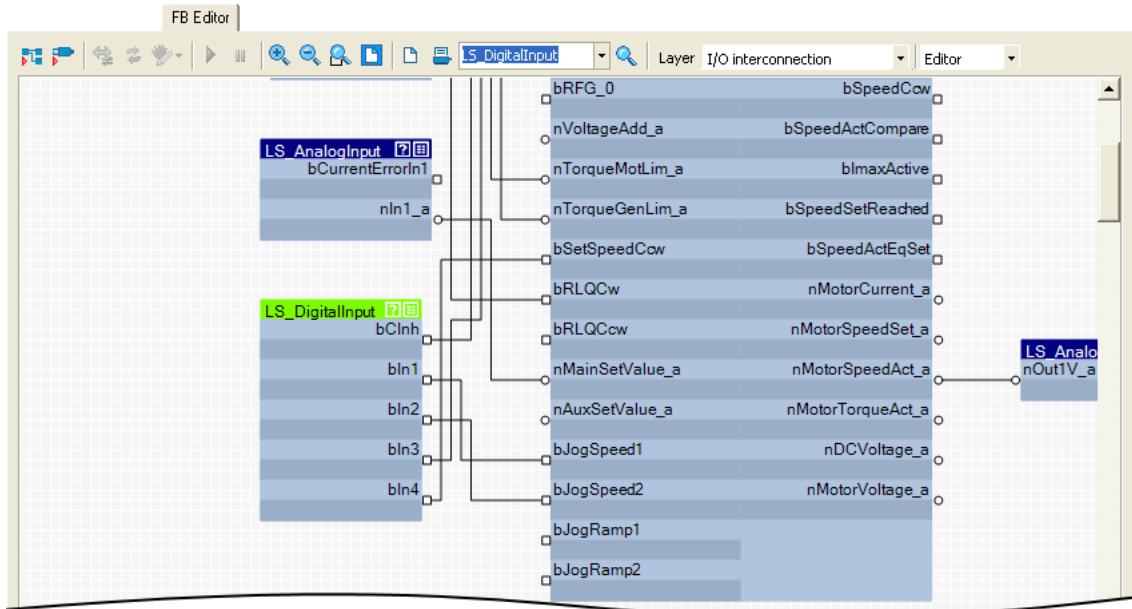 FB Editor
LS_DigitalInput
Layer
I/O interconnection
Editor
LS_AnalogInput
bCurrentErrorIn1
nIn1_a
LS_DigitalInput
bCInh
bIn1
bIn2
bIn3
bIn4
bRFG_0
bSpeedCcw
nVoltageAdd_a
bSpeedActCompare
nTorqueMotLim_a
bImaxActive
nTorqueGenLim_a
bSpeedSetReached
bSetSpeedCcw
bSpeedActEqSet
bRLQCw
nMotorCurrent_a
bRLQCcw
nMotorSpeedSet_a
nMainSetValue_a
nMotorSpeedAct_a
nAuxSetValue_a
nMotorTorqueAct_a
bJogSpeed1
nDCVoltage_a
bJogSpeed2
nMotorVoltage_a
bJogRamp1
bJogRamp2
LS_Analo
nOut1V_a